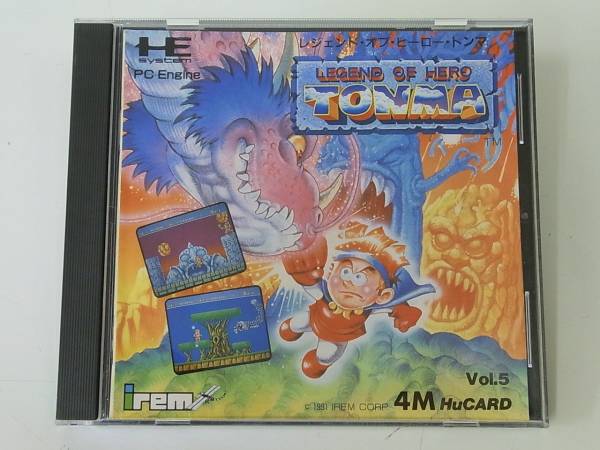 HE
system
PC Engine
レジェンド・オブ・ヒーロー・トンマ
LEGEND OF HERO
TONMA
TM
irem
© 1991 IREM CORP
Vol.5
4M HuCARD